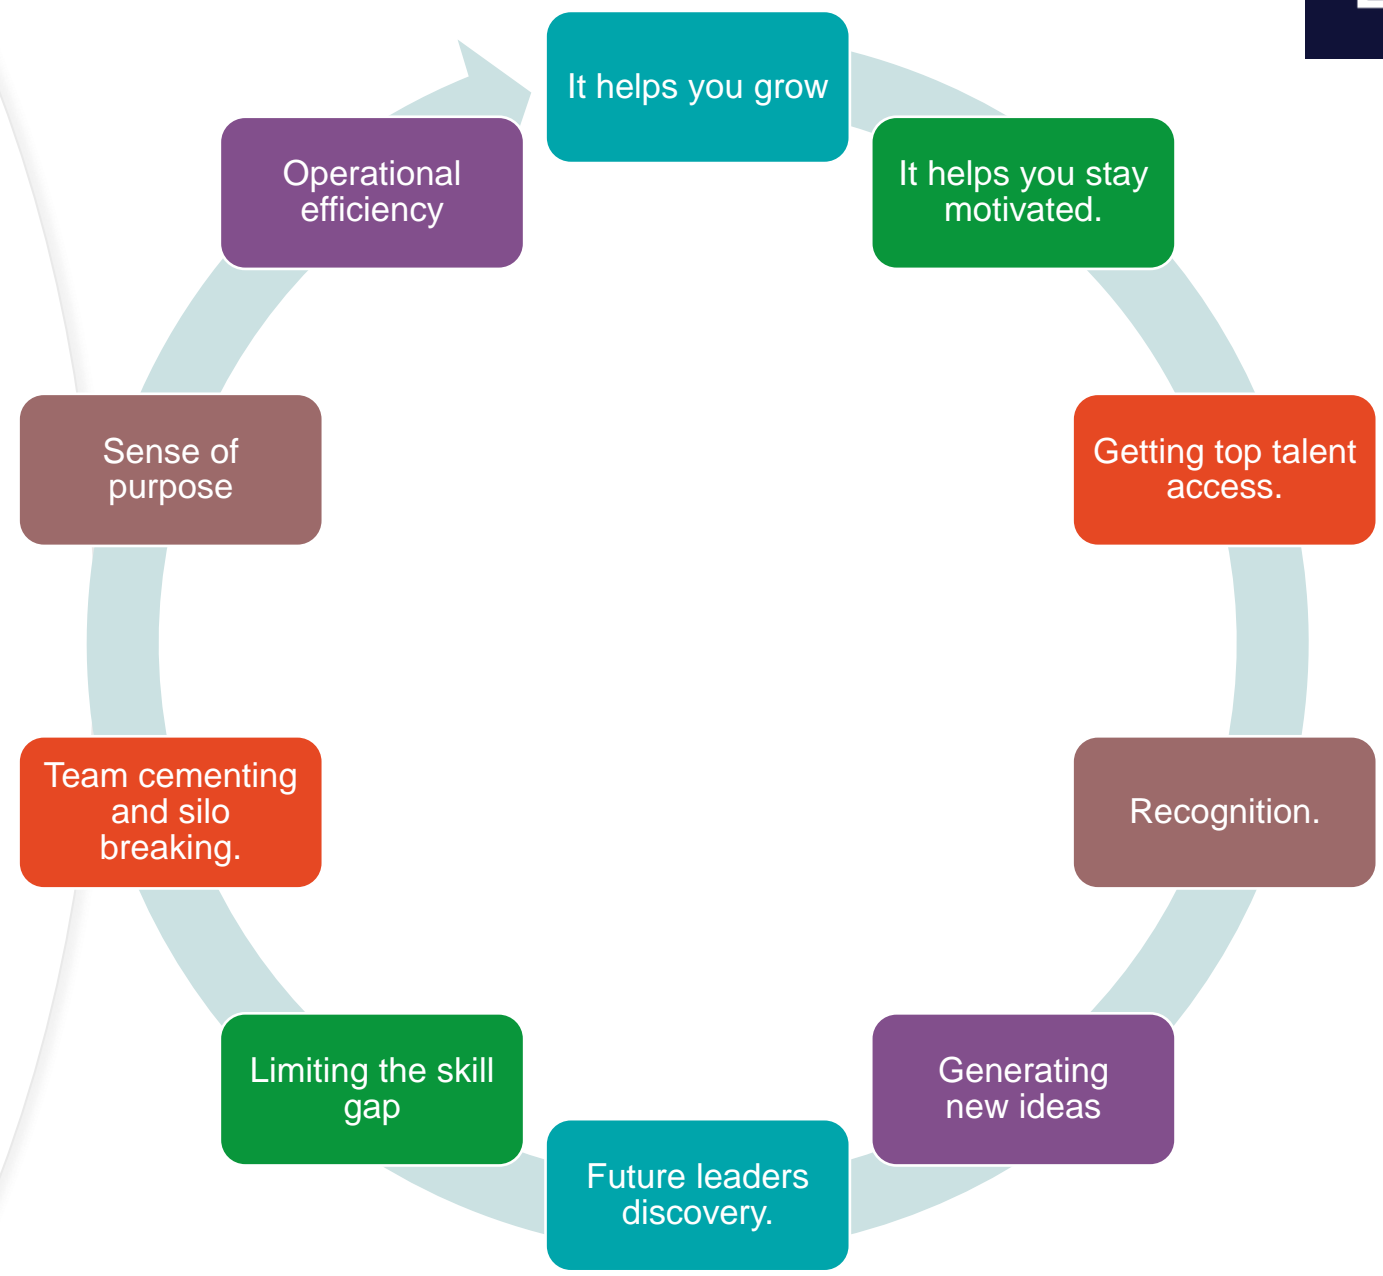 It helps you grow
It helps you stay
motivated.
Getting top talent
access.
Recognition.
Generating
new ideas
Future leaders
discovery.
Limiting the skill
gap
Team cementing
and silo
breaking.
Sense of
purpose
Operational
efficiency